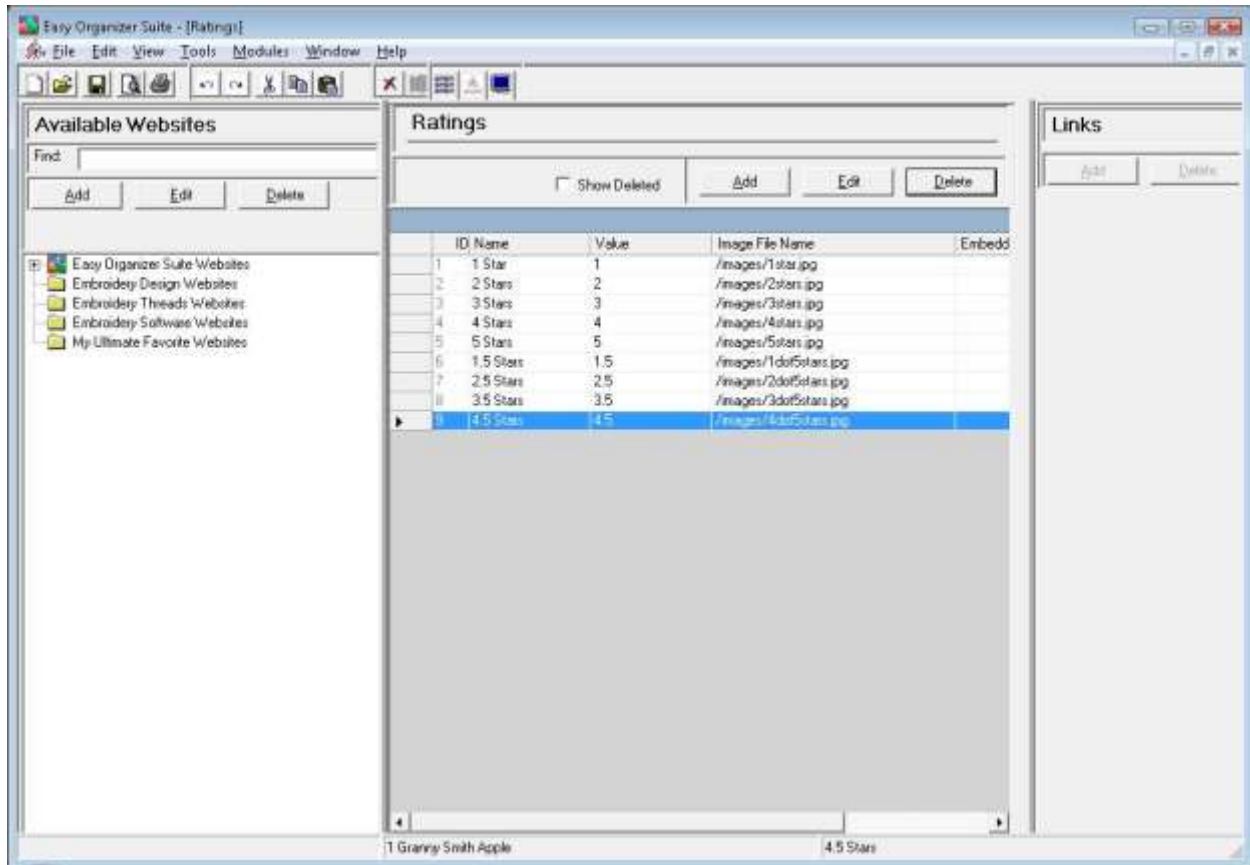 Easy Organizer Suite - [Ratings]
File Edit View Tools Modules Window Help
Available Websites
Find:
Add Edit Delete
Easy Organizer Suite Websites
Embroidery Design Websites
Embroidery Threads Websites
Embroidery Software Websites
My Ultimate Favorite Websites
Ratings
Show Deleted Add Edit Delete
ID Name Value Image File Name Embedd
1 1 Star 1 /images/1star.jpg
2 2 Stars 2 /images/2stars.jpg
3 3 Stars 3 /images/3stars.jpg
4 4 Stars 4 /images/4stars.jpg
5 5 Stars 5 /images/5stars.jpg
6 1.5 Stars 1.5 /images/1dot5stars.jpg
7 2.5 Stars 2.5 /images/2dot5stars.jpg
8 3.5 Stars 3.5 /images/3dot5stars.jpg
9 4.5 Stars 4.5 /images/4dot5stars.jpg
Links
Add Delete
1 Granny Smith Apple 4.5 Stars